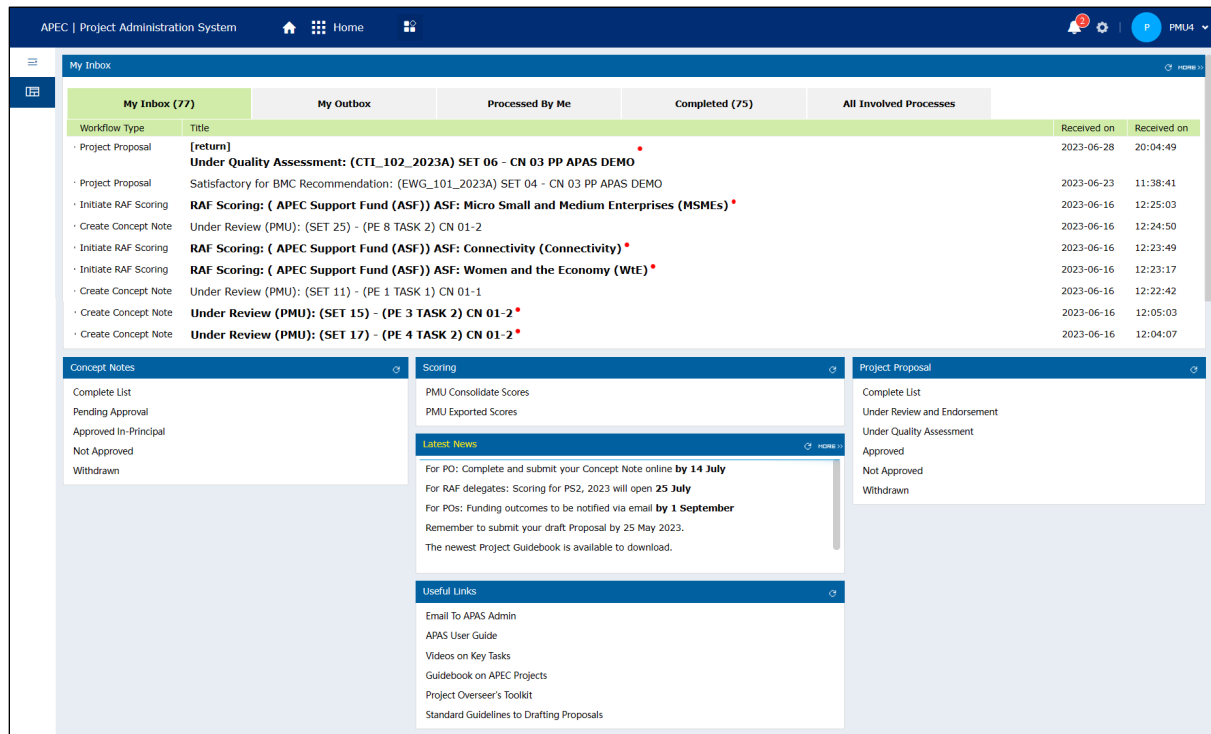 APEC | Project Administration System Home 2 P PMU4
My Inbox MORE >>
My Inbox (77) My Outbox Processed By Me Completed (75) All Involved Processes
Workflow Type Title Received on Received on
· Project Proposal [return] 2023-06-28 20:04:49
Under Quality Assessment: (CTI_102_2023A) SET 06 - CN 03 PP APAS DEMO
· Project Proposal Satisfactory for BMC Recommendation: (EWG_101_2023A) SET 04 - CN 03 PP APAS DEMO 2023-06-23 11:38:41
· Initiate RAF Scoring RAF Scoring: ( APEC Support Fund (ASF)) ASF: Micro Small and Medium Enterprises (MSMEs) 2023-06-16 12:25:03
· Create Concept Note Under Review (PMU): (SET 25) - (PE 8 TASK 2) CN 01-2 2023-06-16 12:24:50
· Initiate RAF Scoring RAF Scoring: ( APEC Support Fund (ASF)) ASF: Connectivity (Connectivity) 2023-06-16 12:23:49
· Initiate RAF Scoring RAF Scoring: ( APEC Support Fund (ASF)) ASF: Women and the Economy (WtE) 2023-06-16 12:23:17
· Create Concept Note Under Review (PMU): (SET 11) - (PE 1 TASK 1) CN 01-1 2023-06-16 12:22:42
· Create Concept Note Under Review (PMU): (SET 15) - (PE 3 TASK 2) CN 01-2 2023-06-16 12:05:03
· Create Concept Note Under Review (PMU): (SET 17) - (PE 4 TASK 2) CN 01-2 2023-06-16 12:04:07
Concept Notes
Complete List
Pending Approval
Approved In-Principal
Not Approved
Withdrawn
Scoring
PMU Consolidate Scores
PMU Exported Scores
Latest News MORE >>
For PO: Complete and submit your Concept Note online by 14 July
For RAF delegates: Scoring for PS2, 2023 will open 25 July
For POs: Funding outcomes to be notified via email by 1 September
Remember to submit your draft Proposal by 25 May 2023.
The newest Project Guidebook is available to download.
Useful Links
Email To APAS Admin
APAS User Guide
Videos on Key Tasks
Guidebook on APEC Projects
Project Overseer's Toolkit
Standard Guidelines to Drafting Proposals
Project Proposal
Complete List
Under Review and Endorsement
Under Quality Assessment
Approved
Not Approved
Withdrawn